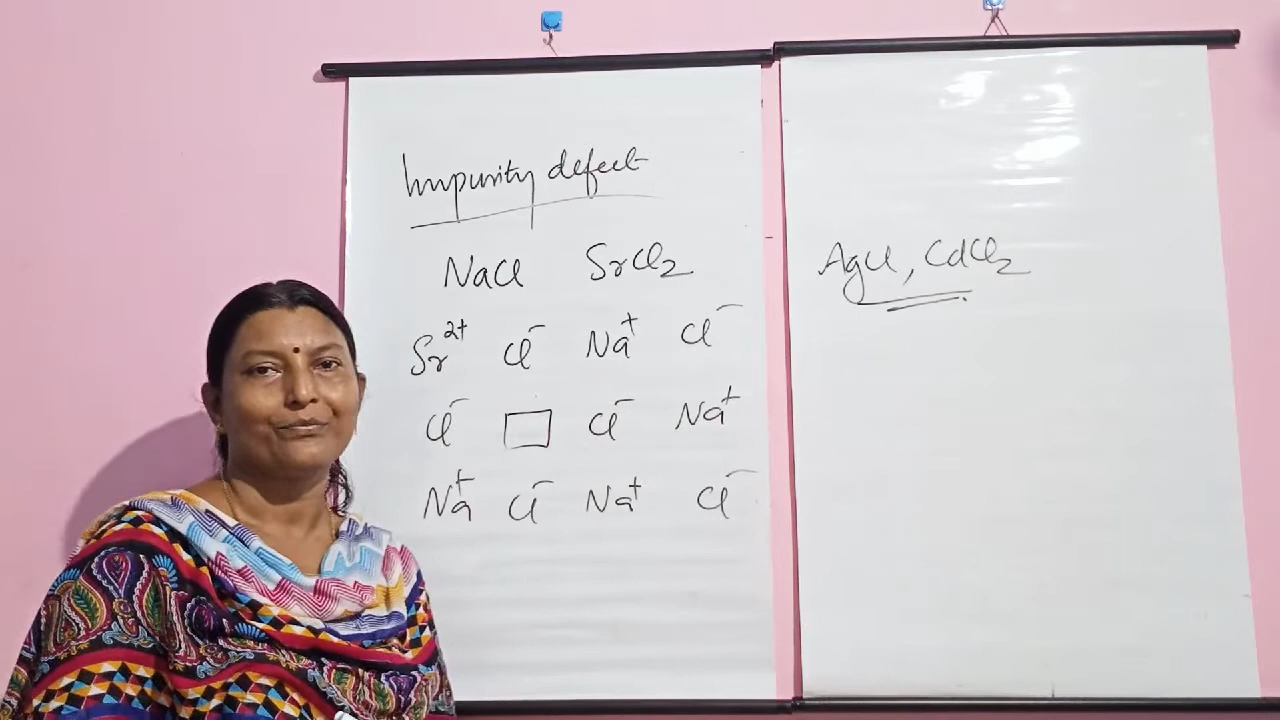 Impurity defect
NaCl SrCl₂
Sr²⁺ Cl⁻ Na⁺ Cl⁻
Cl⁻ □ Cl⁻ Na⁺
Na⁺ Cl⁻ Na⁺ Cl⁻
AgCl, CdCl₂